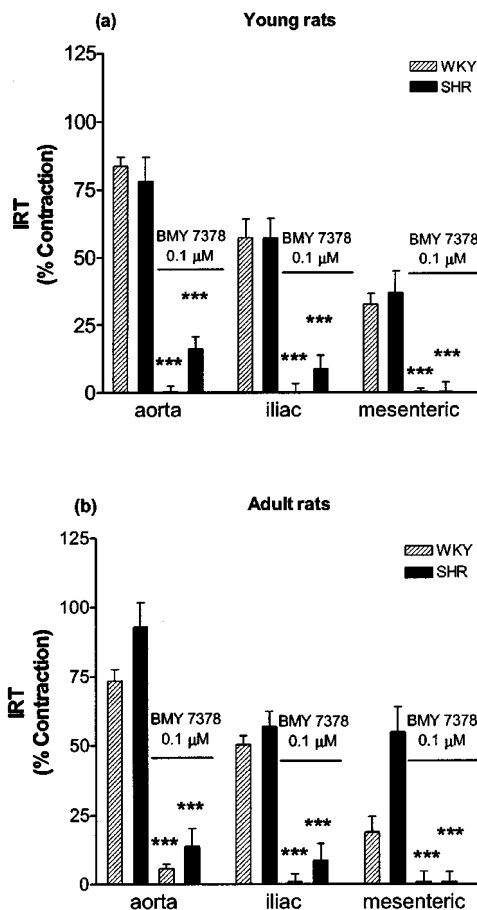 (a) Young rats
WKY
SHR
125
100
75
50
25
0
IRT
(% Contraction)
BMY 7378
0.1 µM
BMY 7378
0.1 µM
BMY 7378
0.1 µM
*** ***
*** ***
*** ***
aorta iliac mesenteric
(b) Adult rats
WKY
SHR
125
100
75
50
25
0
IRT
(% Contraction)
BMY 7378
0.1 µM
BMY 7378
0.1 µM
BMY 7378
0.1 µM
*** ***
*** ***
*** ***
aorta iliac mesenteric